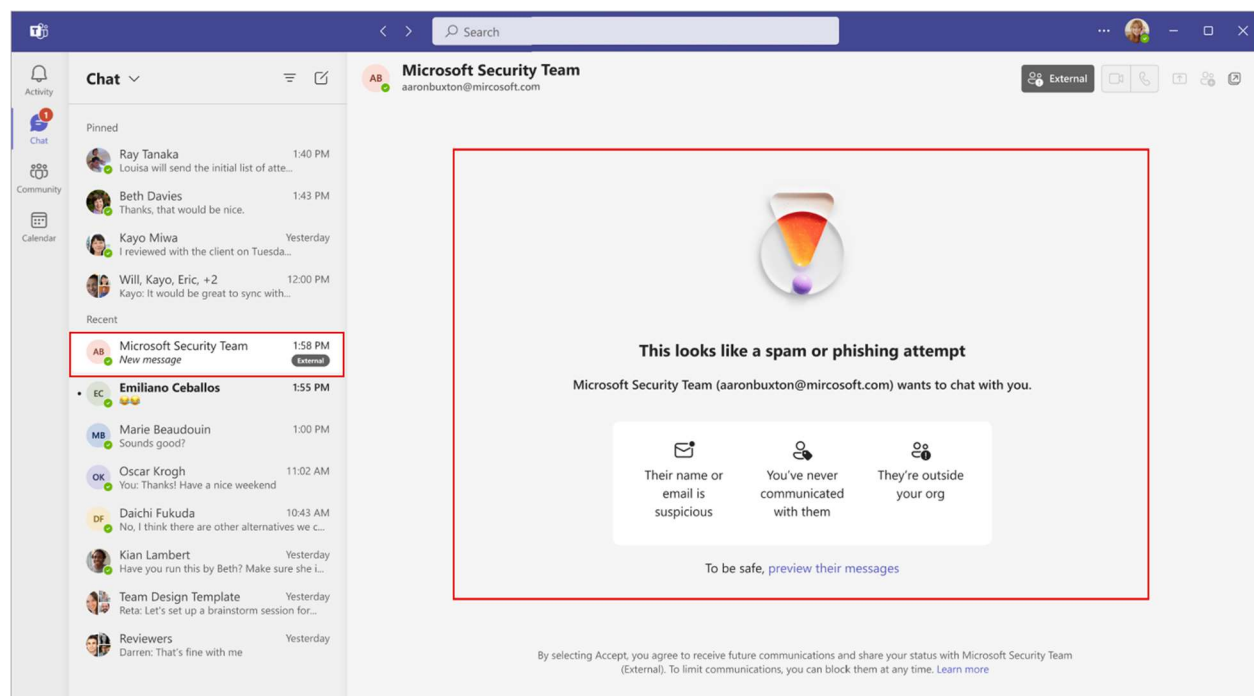 Search
Activity
Chat
1
Chat
Community
Calendar
Pinned
Ray Tanaka 1:40 PM
Louisa will send the initial list of atte...
Beth Davies 1:43 PM
Thanks, that would be nice.
Kayo Miwa Yesterday
I reviewed with the client on Tuesda...
Will, Kayo, Eric, +2 12:00 PM
Kayo: It would be great to sync with...
Recent
AB Microsoft Security Team 1:58 PM
New message External
EC Emiliano Ceballos 1:55 PM
😂😂
MB Marie Beaudouin 1:00 PM
Sounds good?
OK Oscar Krogh 11:02 AM
You: Thanks! Have a nice weekend
DF Daichi Fukuda 10:43 AM
No, I think there are other alternatives we c...
Kian Lambert Yesterday
Have you run this by Beth? Make sure she i...
Team Design Template Yesterday
Reta: Let's set up a brainstorm session for...
Reviewers Yesterday
Darren: That's fine with me
AB Microsoft Security Team
aaronbuxton@mircosoft.com
External
This looks like a spam or phishing attempt
Microsoft Security Team (aaronbuxton@mircosoft.com) wants to chat with you.
Their name or
email is
suspicious
You've never
communicated
with them
They're outside
your org
To be safe, preview their messages
By selecting Accept, you agree to receive future communications and share your status with Microsoft Security Team
(External). To limit communications, you can block them at any time. Learn more